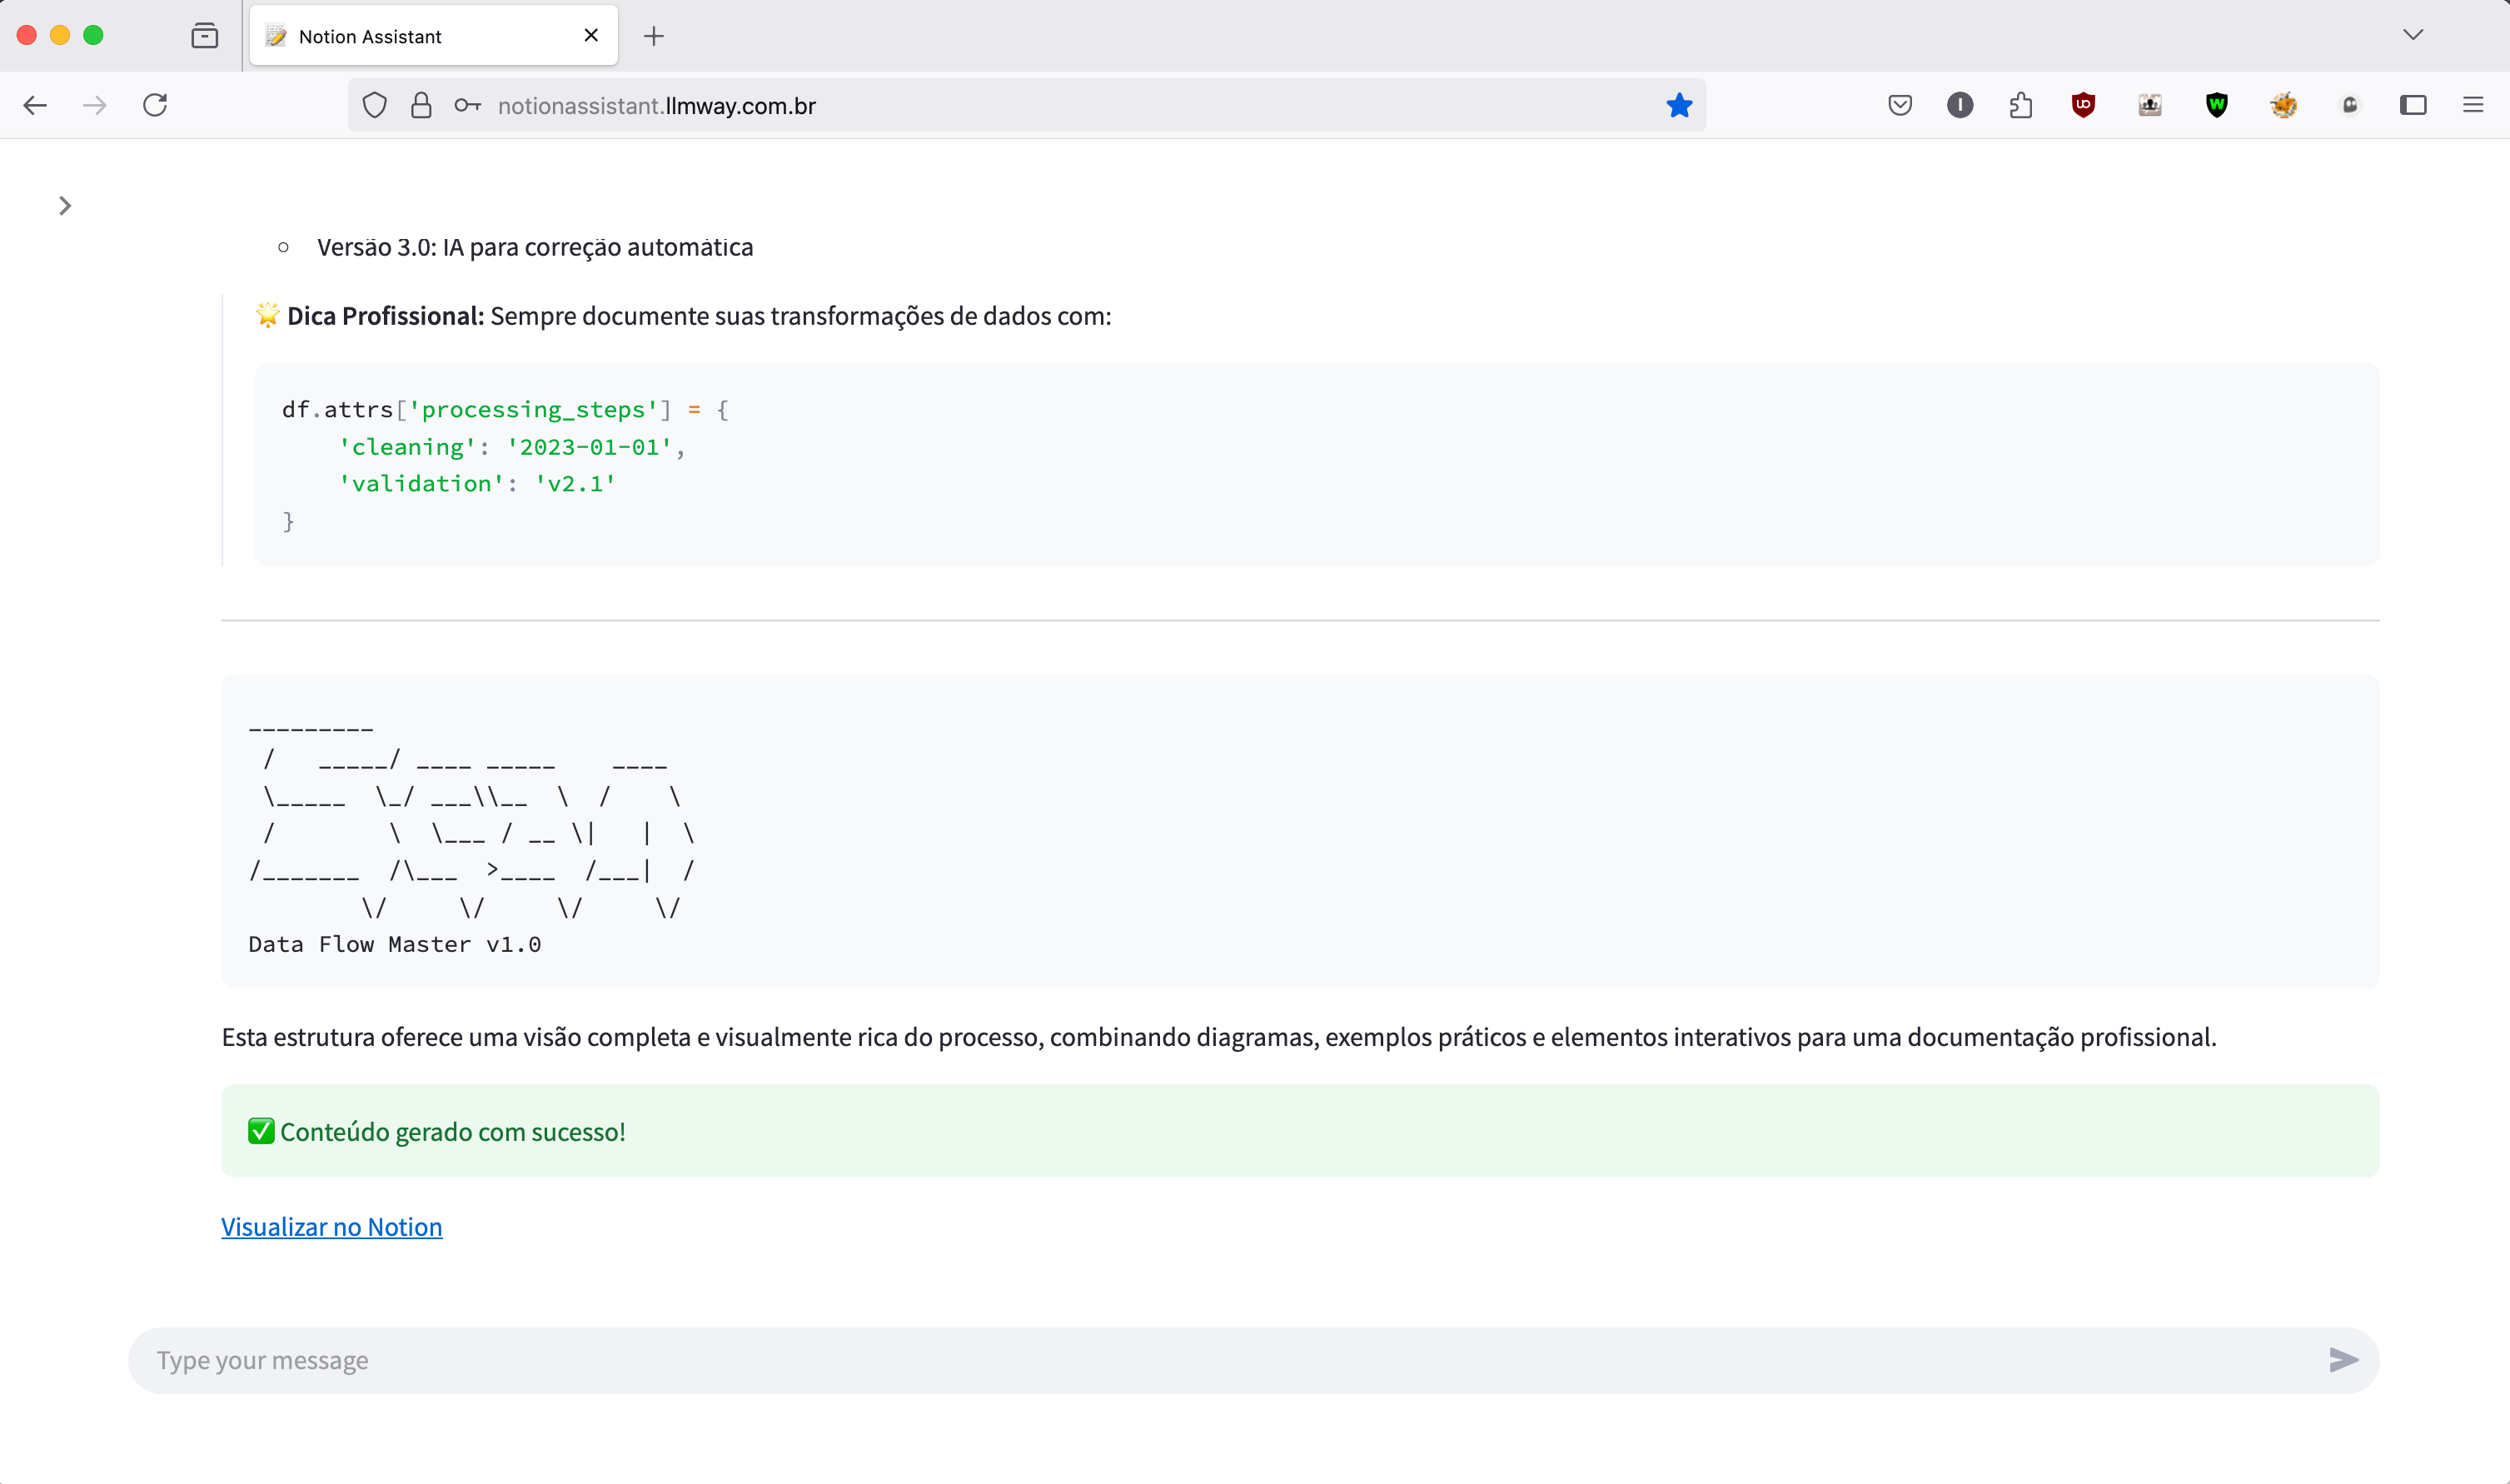 Notion Assistant
notionassistant.llmway.com.br
Versão 3.0: IA para correção automática
🌟 Dica Profissional: Sempre documente suas transformações de dados com:
df.attrs['processing_steps'] = {
    'cleaning': '2023-01-01',
    'validation': 'v2.1'
}
_________
 /   _____/ ____ _____    ____
 \_____  \_/ ___\\__  \  /    \
 /        \  \___ / __ \|   |  \
/_______  /\___  >____  /___|  /
        \/     \/     \/     \/
Data Flow Master v1.0
Esta estrutura oferece uma visão completa e visualmente rica do processo, combinando diagramas, exemplos práticos e elementos interativos para uma documentação profissional.
✅ Conteúdo gerado com sucesso!
Visualizar no Notion
Type your message